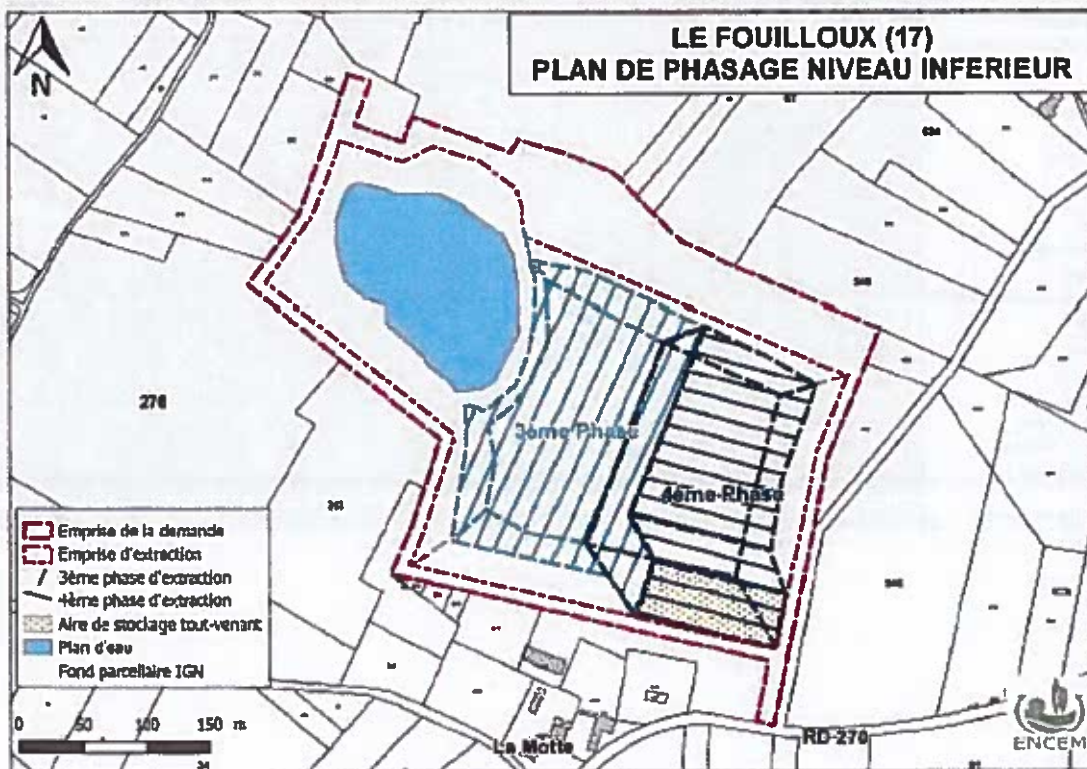 LE FOUILLOUX (17)
PLAN DE PHASAGE NIVEAU INFERIEUR
N
276
3ème Phase
4ème Phase
Emprise de la demande
Emprise d'extraction
3ème phase d'extraction
4ème phase d'extraction
Aire de stockage tout-venant
Plan d'eau
Fond parcellaire IGN
0 50 100 150 m
La Motte
RD 270
ENCEM